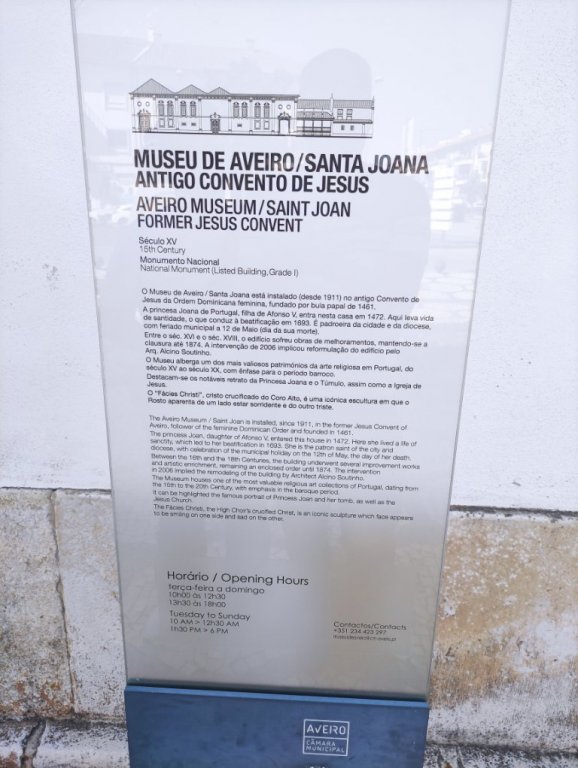 MUSEU DE AVEIRO/SANTA JOANA
ANTIGO CONVENTO DE JESUS
AVEIRO MUSEUM/SAINT JOAN
FORMER JESUS CONVENT
Século XV
15th Century
Monumento Nacional
National Monument (Listed Building, Grade I)
O Museu de Aveiro / Santa Joana está instalado (desde 1911) no antigo Convento de
Jesus da Ordem Dominicana feminina, fundado por bula papal de 1461.
A princesa Joana de Portugal, filha de Afonso V, entra nesta casa em 1472. Aqui leva vida
de santidade, o que conduz à beatificação em 1693. É padroeira da cidade e da diocese,
com feriado municipal a 12 de Maio (dia da sua morte).
Entre o séc. XVI e o séc. XVIII, o edifício sofreu obras de melhoramentos, mantendo-se a
clausura até 1874. A intervenção de 2006 implicou reformulação do edifício pelo
Arq. Alcino Soutinho.
O Museu alberga um dos mais valiosos patrimónios da arte religiosa em Portugal, do
século XV ao século XX, com ênfase para o período barroco.
Destacam-se os notáveis retrato da Princesa Joana e o Túmulo, assim como a Igreja de
Jesus.
O "Fácies Christi", cristo crucificado do Coro Alto, é uma icónica escultura em que o
Rosto aparenta de um lado estar sorridente e do outro triste.
The Aveiro Museum / Saint Joan is installed, since 1911, in the former Jesus Convent of
Aveiro, follower of the feminine Dominican Order and founded in 1461.
The princess Joan, daughter of Afonso V, entered this house in 1472. Here she lived a life of
sanctity, which led to her beatification in 1693. She is the patron saint of the city and
diocese, with celebration of the municipal holiday on the 12th of May, the day of her death.
Between the 16th and the 18th Centuries, the building underwent several improvement works
and artistic enrichment, remaining an enclosed order until 1874. The intervention
in 2006 implied the remodeling of the building by Architect Alcino Soutinho.
The Museum houses one of the most valuable religious art collections of Portugal, dating from
the 15th to the 20th Century, with emphasis in the baroque period.
It can be highlighted the famous portrait of Princess Joan and her tomb, as well as the
Jesus Church.
The Fácies Christi, the High Choir's crucified Christ, is an iconic sculpture which face appears
to be smiling on one side and sad on the other.
Horário / Opening Hours
terça-feira a domingo
10h00 às 12h30
13h30 às 18h00
Tuesday to Sunday
10 AM > 12h30 AM
1h30 PM > 6 PM
Contactos/Contacts
+351 234 423 297
AVEIRO
CÂMARA
MUNICIPAL